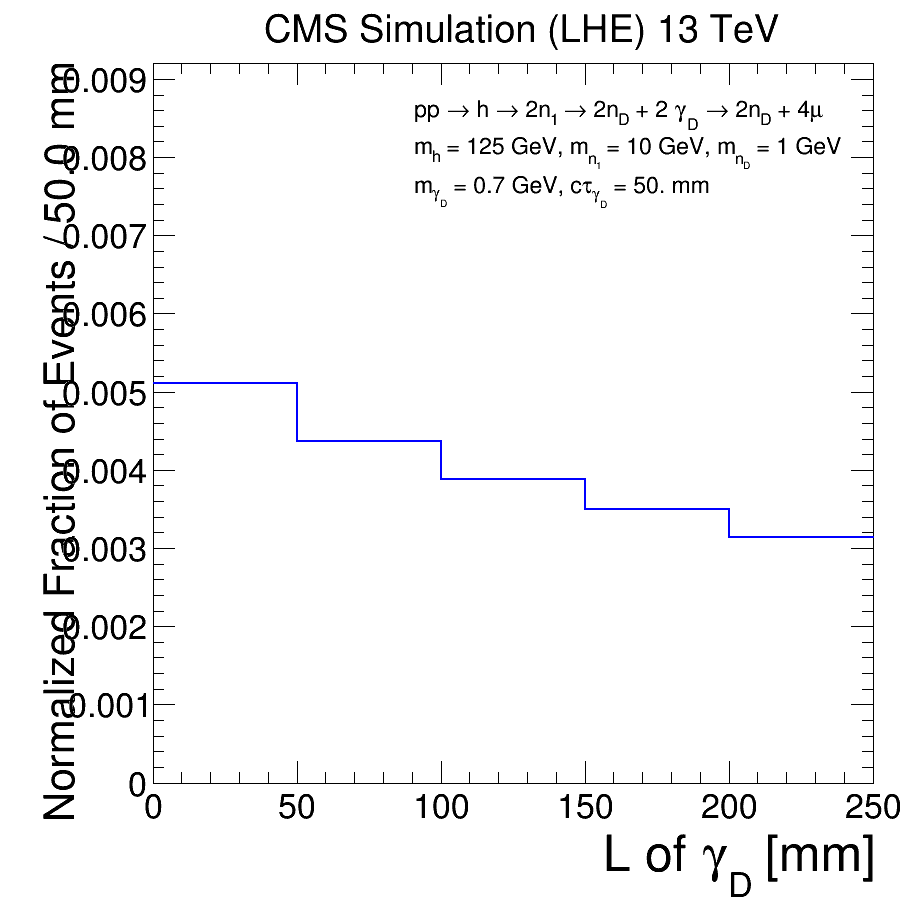 CMS Simulation (LHE) 13 TeV
pp → h → 2n₁ → 2n_D + 2 γ_D → 2n_D + 4μ
m_h = 125 GeV, m_n₁ = 10 GeV, m_n_D = 1 GeV
m_γ_D = 0.7 GeV, cτ_γ_D = 50. mm
Normalized Fraction of Events / 50.0 mm
0.009
0.008
0.007
0.006
0.005
0.004
0.003
0.002
0.001
0
0 50 100 150 200 250
L of γ_D [mm]